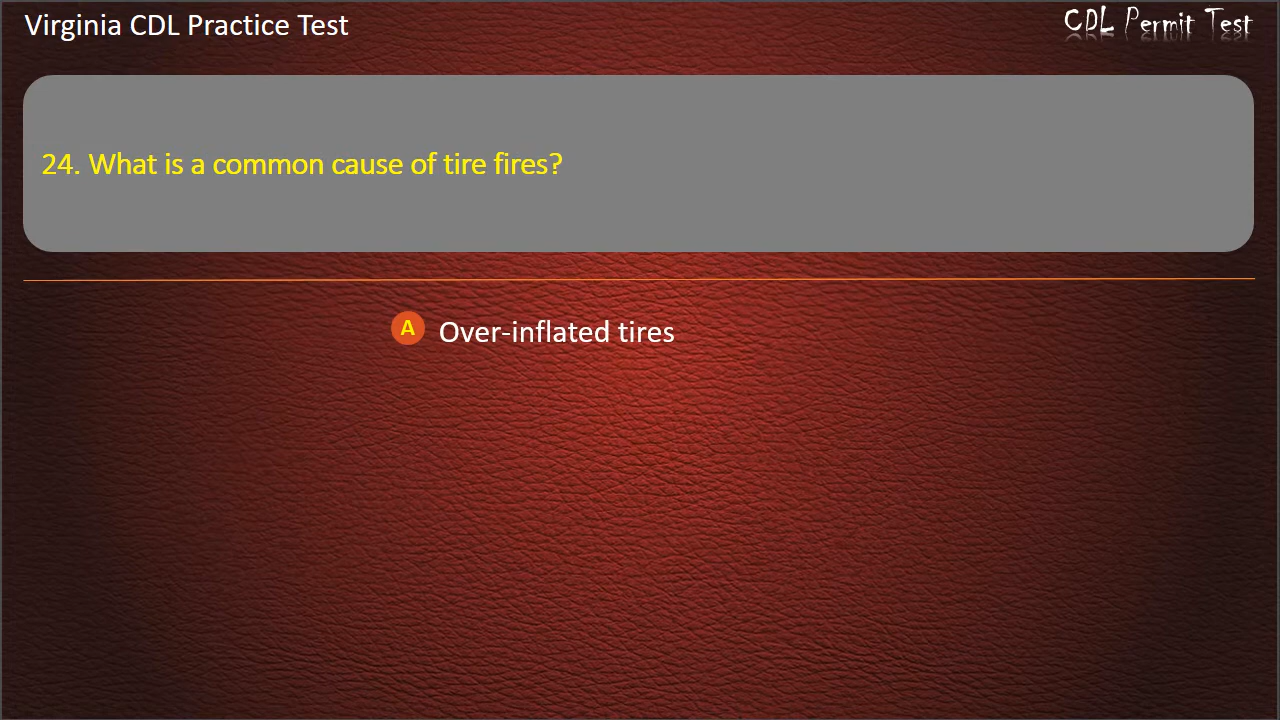 Virginia CDL Practice Test
CDL Permit Test
24. What is a common cause of tire fires?
A Over-inflated tires